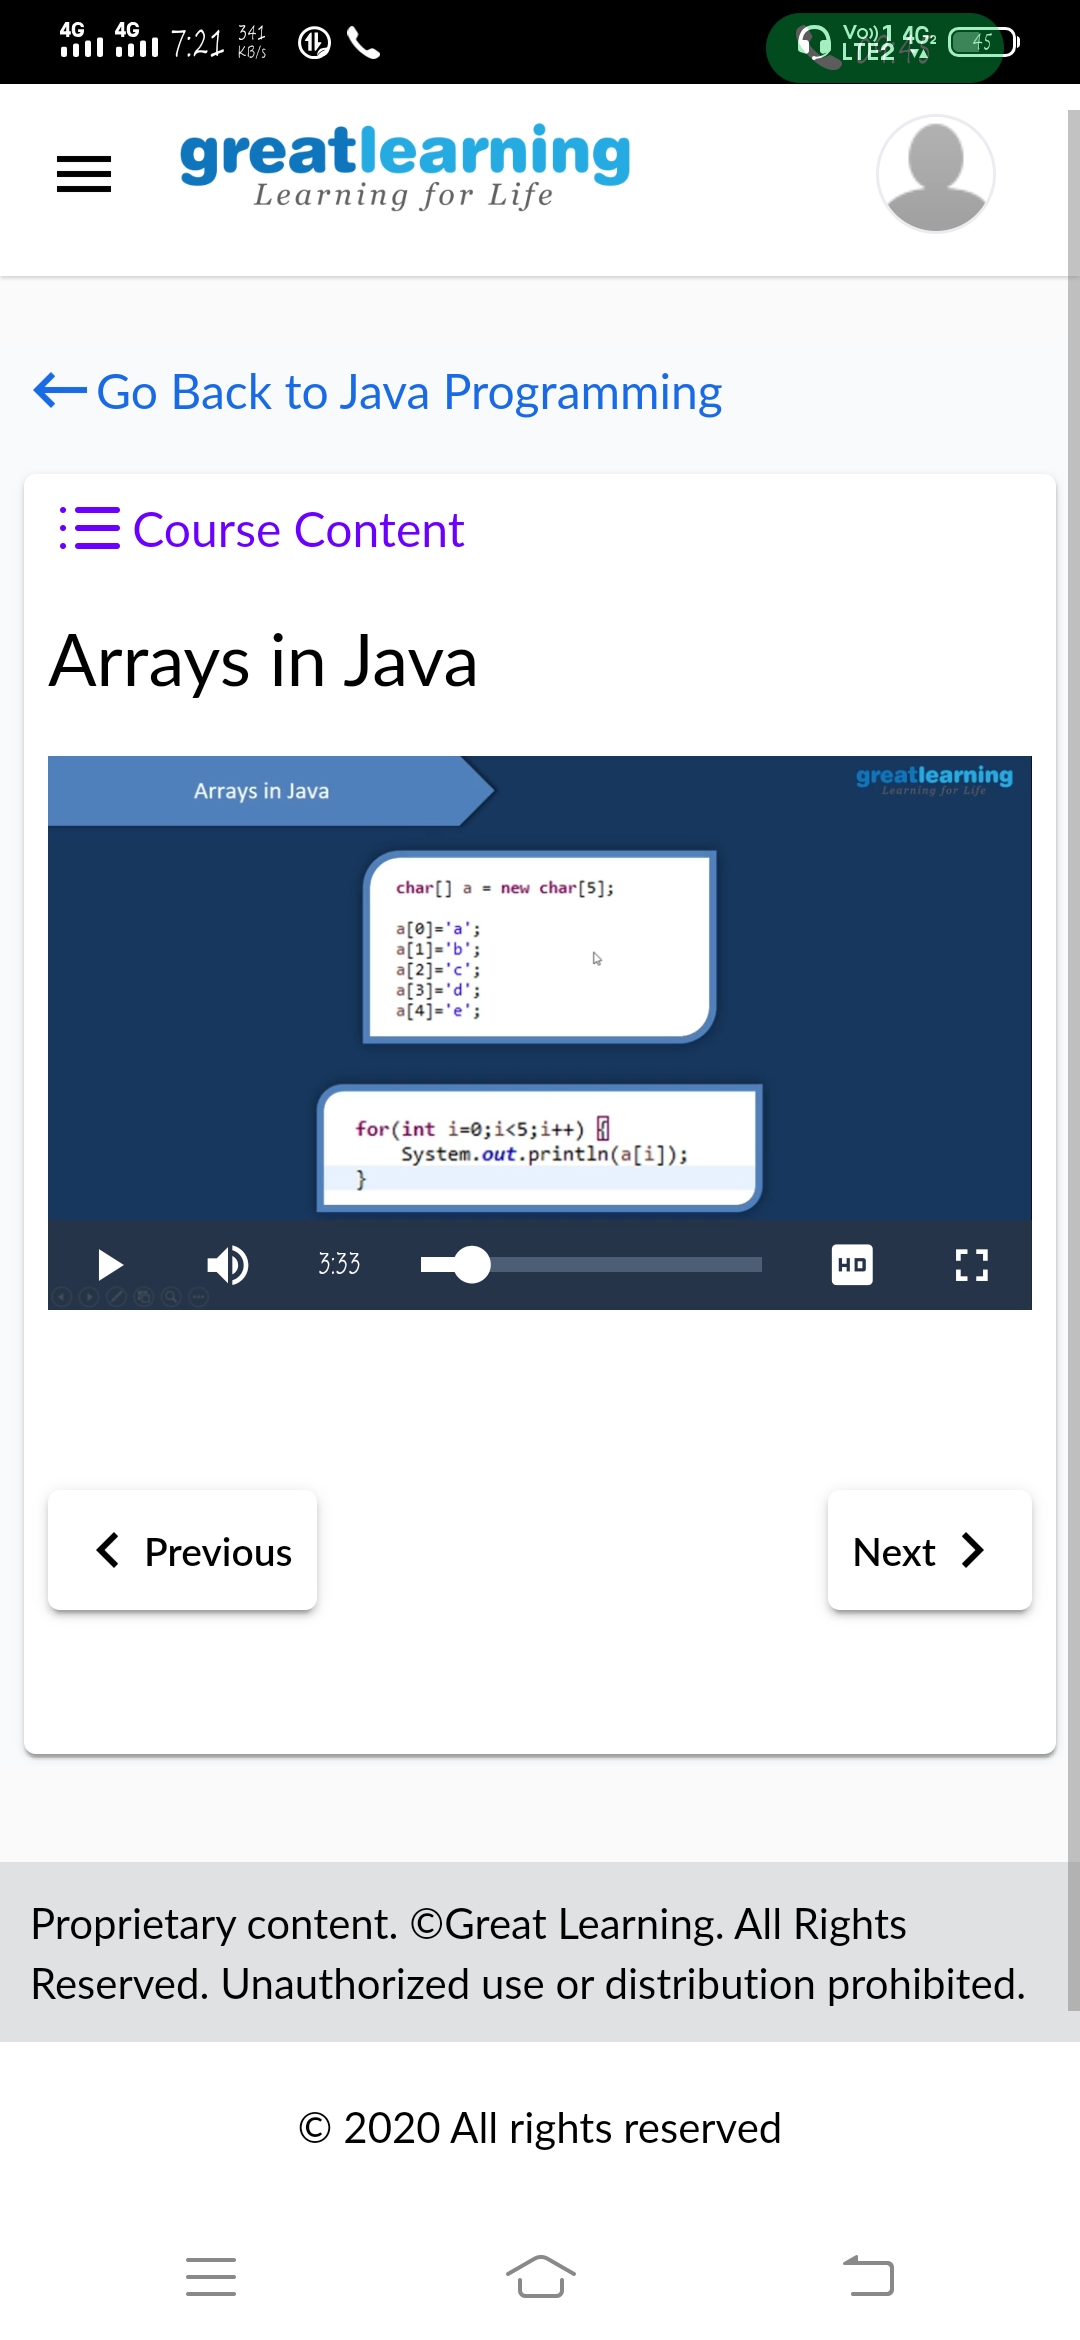 4G 4G 7:21 341 KB/s Vo)) 1 4G2 LTE2 45
greatlearning
Learning for Life
Go Back to Java Programming
Course Content
Arrays in Java
Arrays in Java
greatlearning
Learning for Life
char[] a = new char[5];
a[0]='a';
a[1]='b';
a[2]='c';
a[3]='d';
a[4]='e';
for(int i=0;i<5;i++) {
System.out.println(a[i]);
}
3:33
HD
Previous
Next
Proprietary content. ©Great Learning. All Rights
Reserved. Unauthorized use or distribution prohibited.
© 2020 All rights reserved